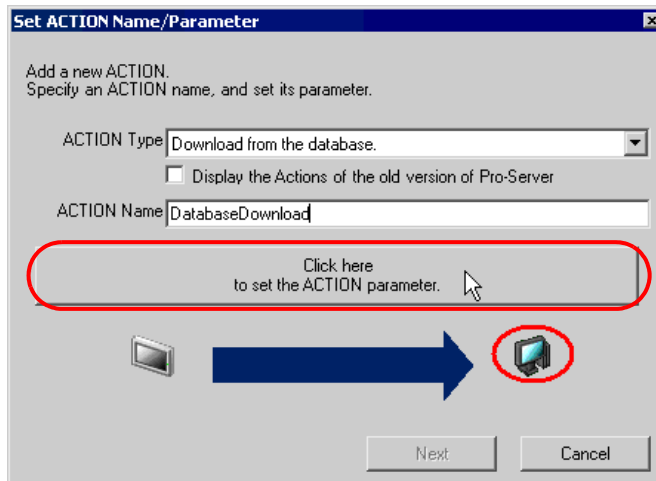 Set ACTION Name/Parameter
Add a new ACTION.
Specify an ACTION name, and set its parameter.
ACTION Type Download from the database.
Display the Actions of the old version of Pro-Server
ACTION Name DatabaseDownload
Click here
to set the ACTION parameter.
Next Cancel